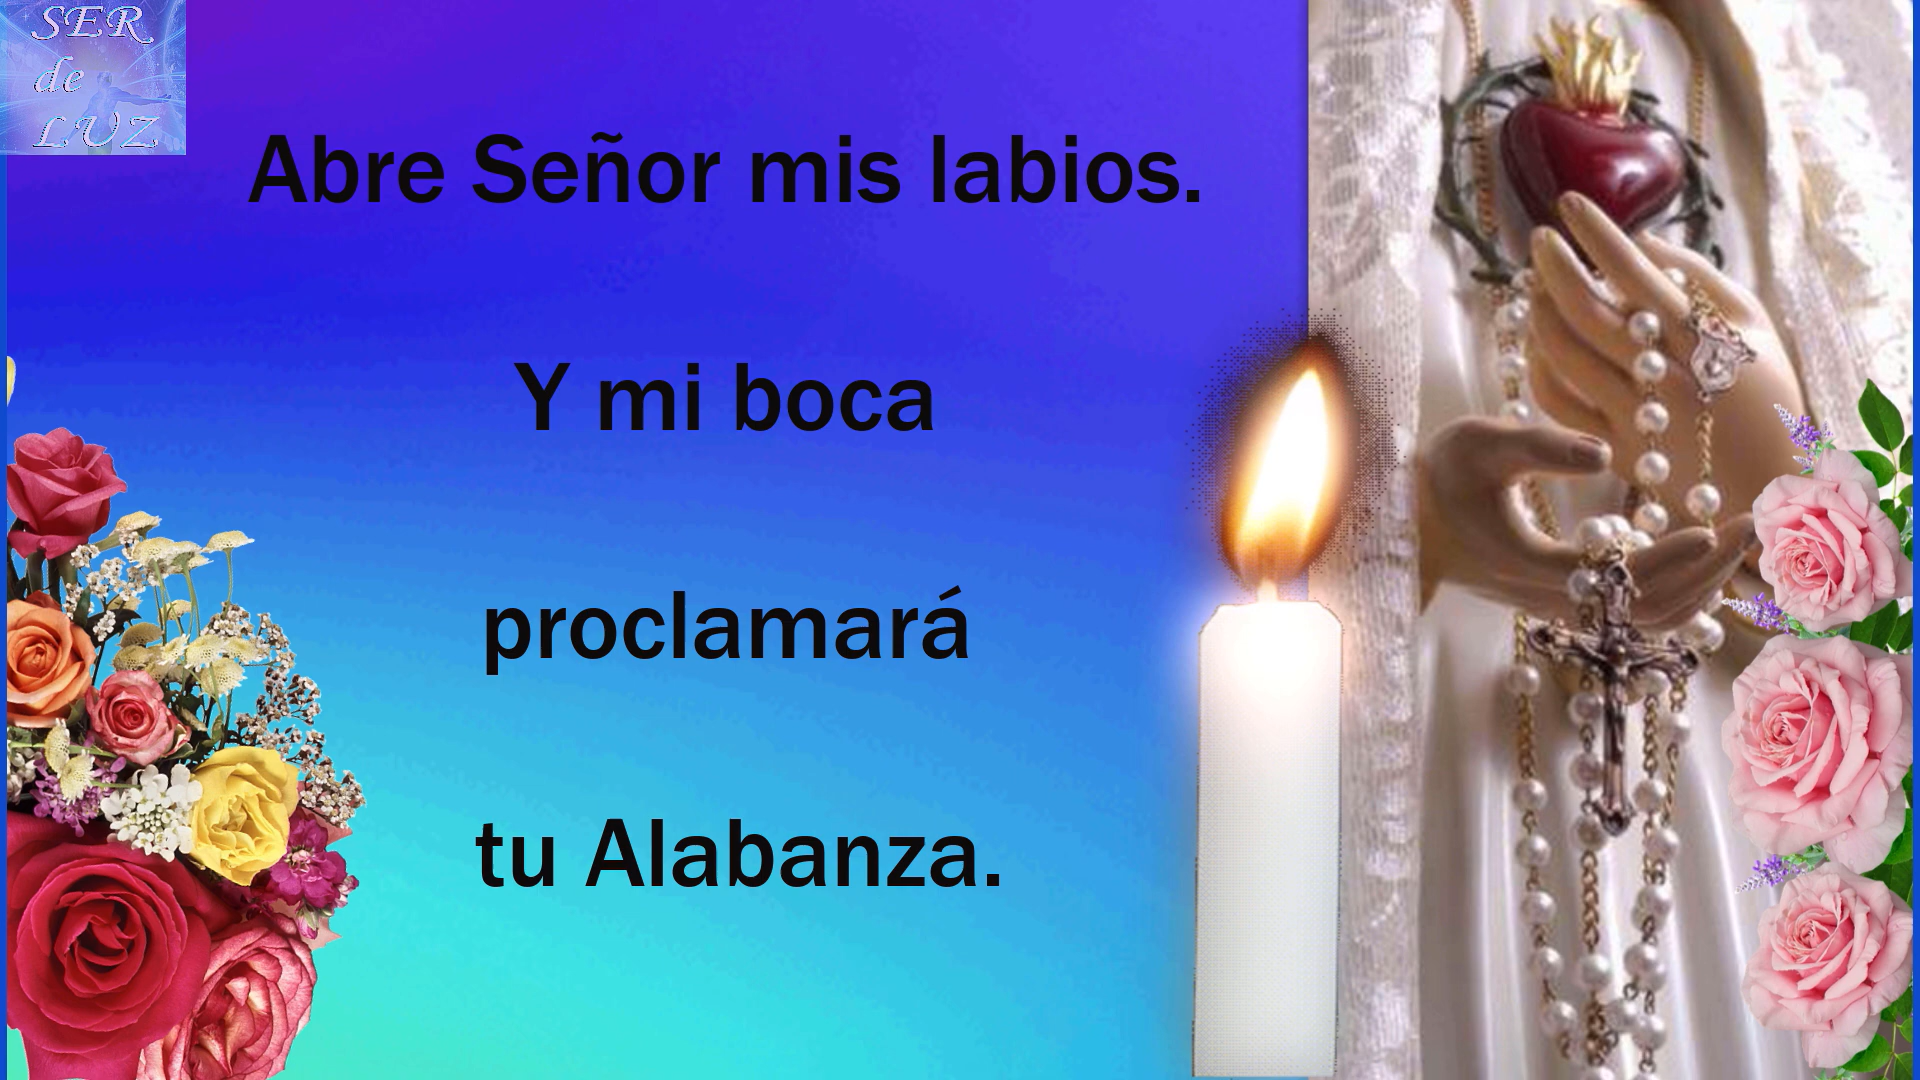 SER
de
LUZ
Abre Señor mis labios.
Y mi boca
proclamará
tu Alabanza.